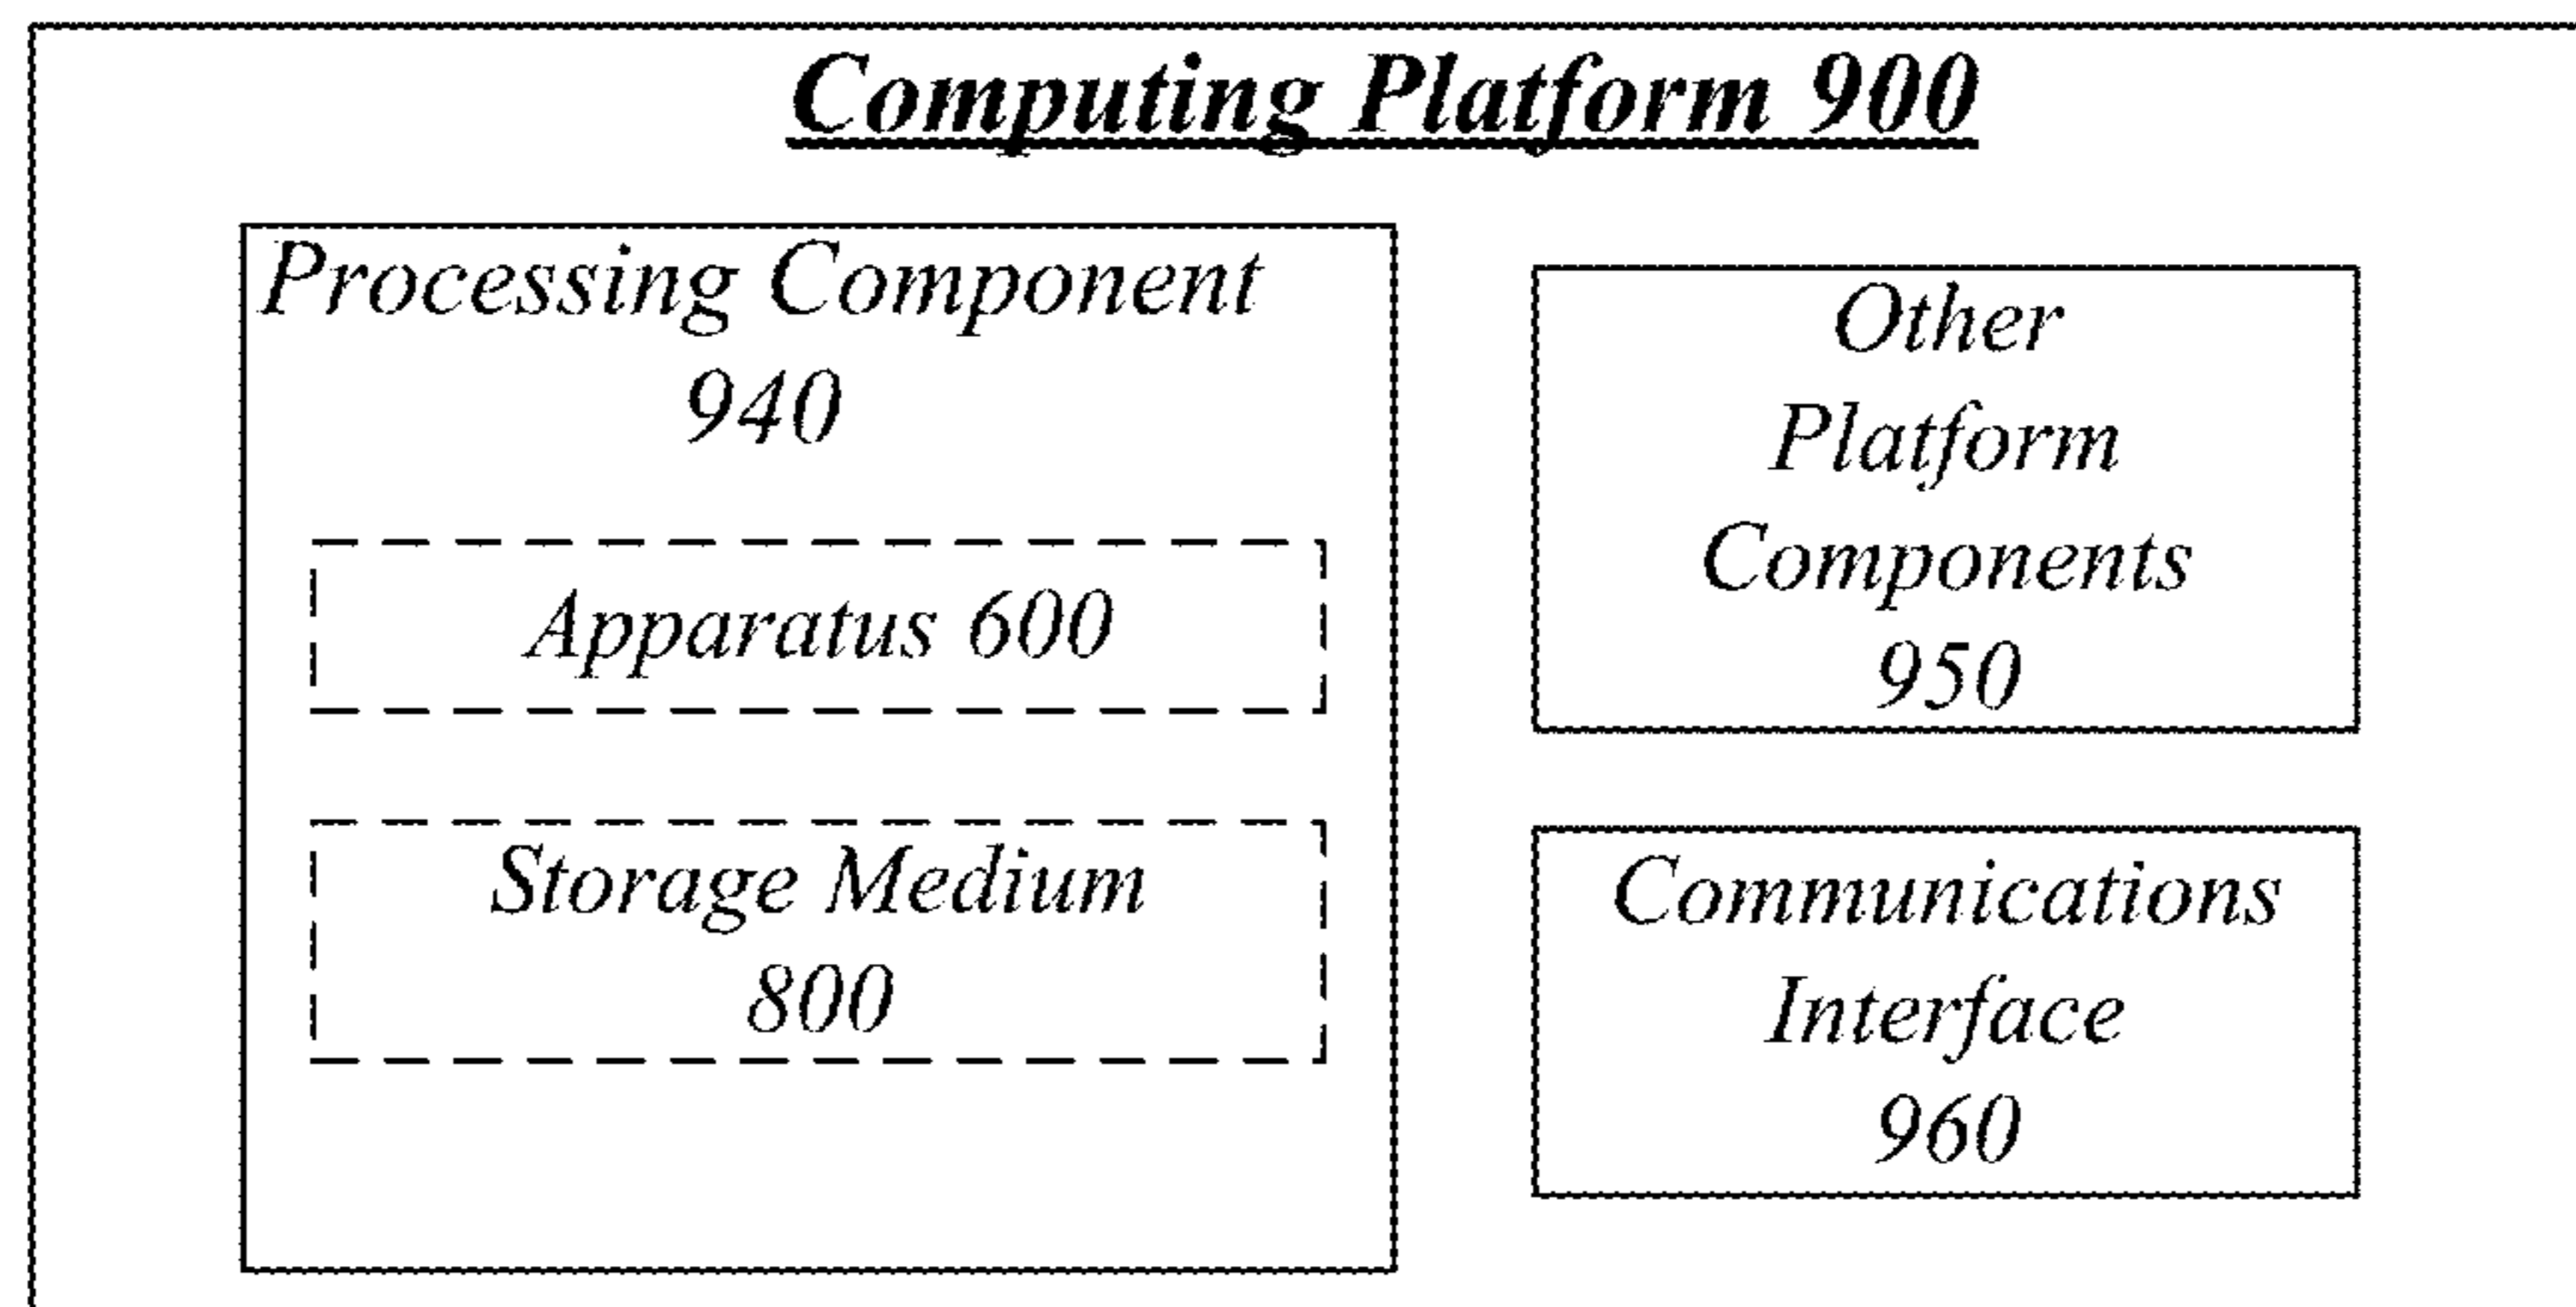 Computing Platform 900
Processing Component
940
Apparatus 600
Storage Medium
800
Other
Platform
Components
950
Communications
Interface
960